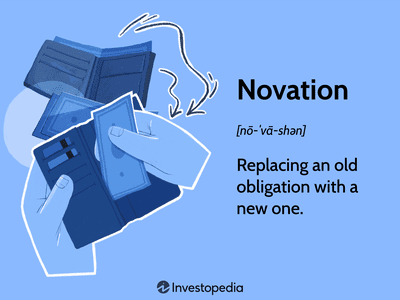 Novation
[nō-ˈvā-shən]
Replacing an old
obligation with a
new one.
Investopedia